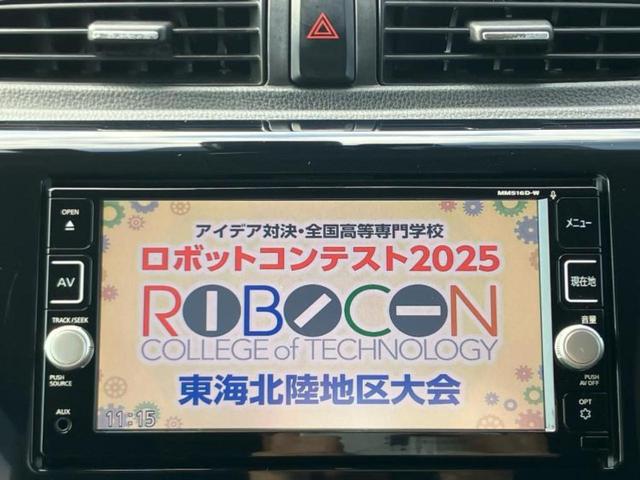 MM516D-W
OPEN
メニュー
アイデア対決・全国高等専門学校
ロボットコンテスト2025
AV
現在地
ROBOCON
TRACK/SEEK
音量
COLLEGE of TECHNOLOGY
PUSH
SOURCE
PUSH
AV OFF
東海北陸地区大会
AUX
11:15
OPT